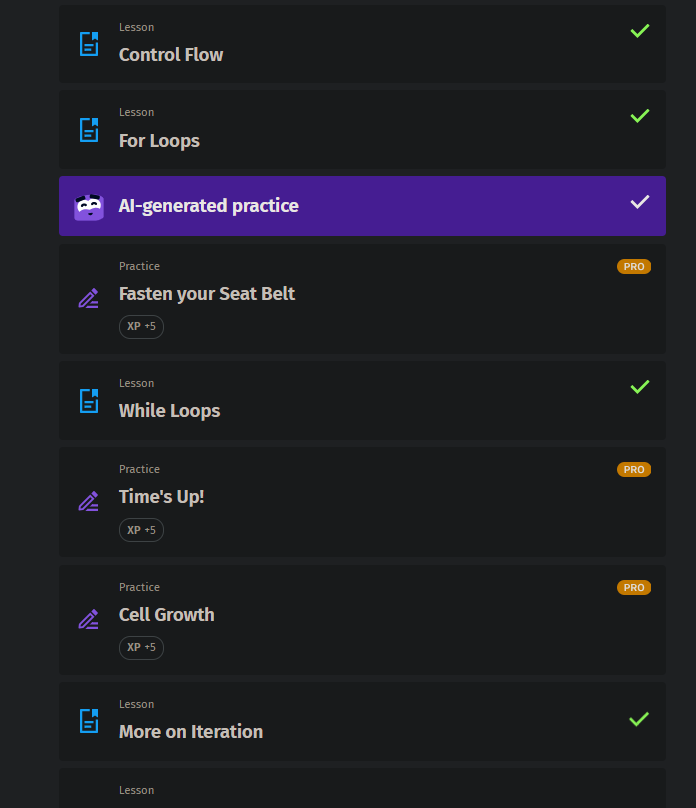 Lesson
Control Flow
Lesson
For Loops
AI-generated practice
Practice
PRO
Fasten your Seat Belt
XP +5
Lesson
While Loops
Practice
PRO
Time's Up!
XP +5
Practice
PRO
Cell Growth
XP +5
Lesson
More on Iteration
Lesson